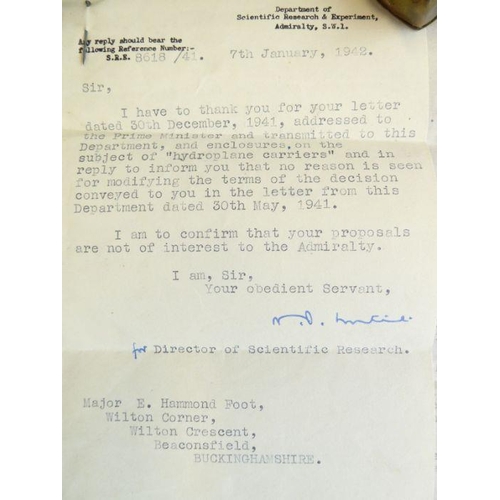 Department of
Scientific Research & Experiment,
Admiralty, S.W.1.
Any reply should bear the
following Reference Number:-
S.R.E. 8618/41.
7th January, 1942.
Sir,
I have to thank you for your letter
dated 30th December, 1941, addressed to
the Prime Minister and transmitted to this
Department, and enclosures, on the
subject of "hydroplane carriers" and in
reply to inform you that no reason is seen
for modifying the terms of the decision
conveyed to you in the letter from this
Department dated 30th May, 1941.
I am to confirm that your proposals
are not of interest to the Admiralty.
I am, Sir,
Your obedient Servant,
for Director of Scientific Research.
Major E. Hammond Foot,
Wilton Corner,
Wilton Crescent,
Beaconsfield,
BUCKINGHAMSHIRE.